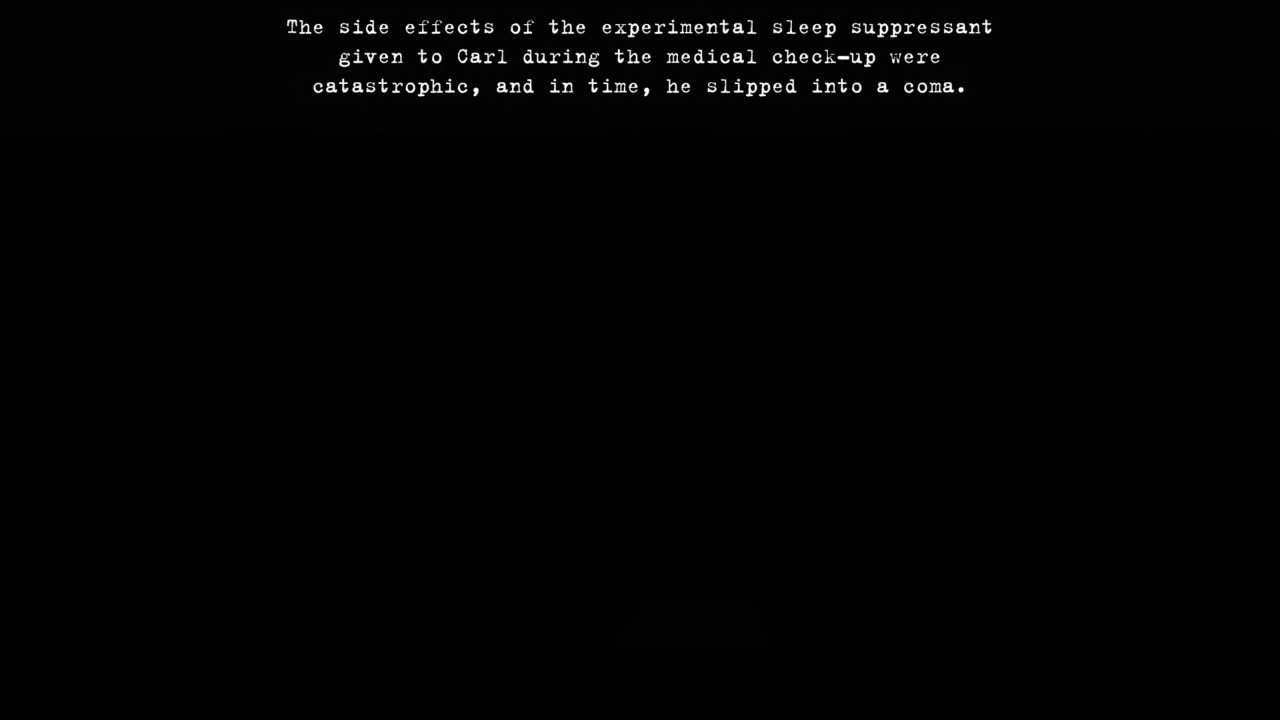 The side effects of the experimental sleep suppressant
given to Carl during the medical check-up were
catastrophic, and in time, he slipped into a coma.